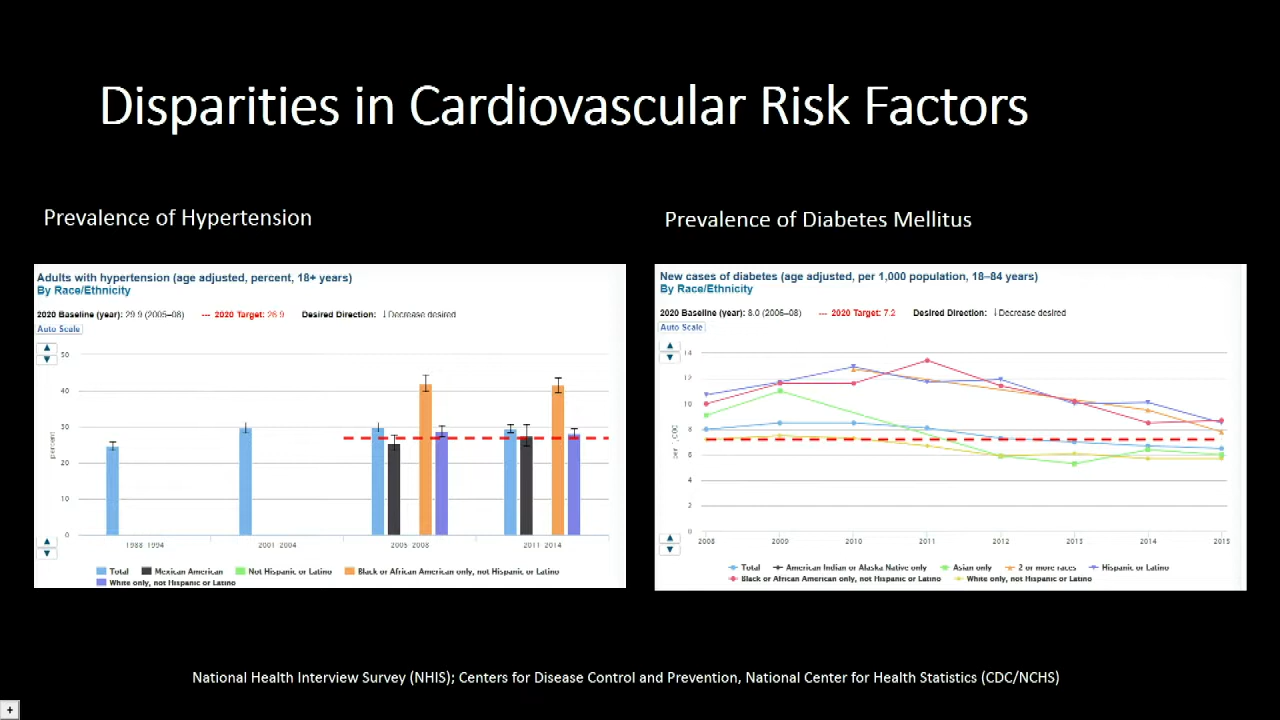 Disparities in Cardiovascular Risk Factors
Prevalence of Hypertension
Prevalence of Diabetes Mellitus
Adults with hypertension (age adjusted, percent, 18+ years)
By Race/Ethnicity
2020 Baseline (year): 29.9 (2005–08) --- 2020 Target: 26.9 Desired Direction: ↓Decrease desired
Auto Scale
50
40
30
20
10
0
percent
1988-1994 2001-2004 2005-2008 2011-2014
Total Mexican American Not Hispanic or Latino Black or African American only, not Hispanic or Latino
White only, not Hispanic or Latino
New cases of diabetes (age adjusted, per 1,000 population, 18–84 years)
By Race/Ethnicity
2020 Baseline (year): 8.0 (2006–08) --- 2020 Target: 7.2 Desired Direction: ↓Decrease desired
Auto Scale
14
12
10
8
6
4
2
0
2008 2009 2010 2011 2012 2013 2014 2015
Total American Indian or Alaska Native only Asian only 2 or more races Hispanic or Latino
Black or African American only, not Hispanic or Latino White only, not Hispanic or Latino
National Health Interview Survey (NHIS); Centers for Disease Control and Prevention, National Center for Health Statistics (CDC/NCHS)
+